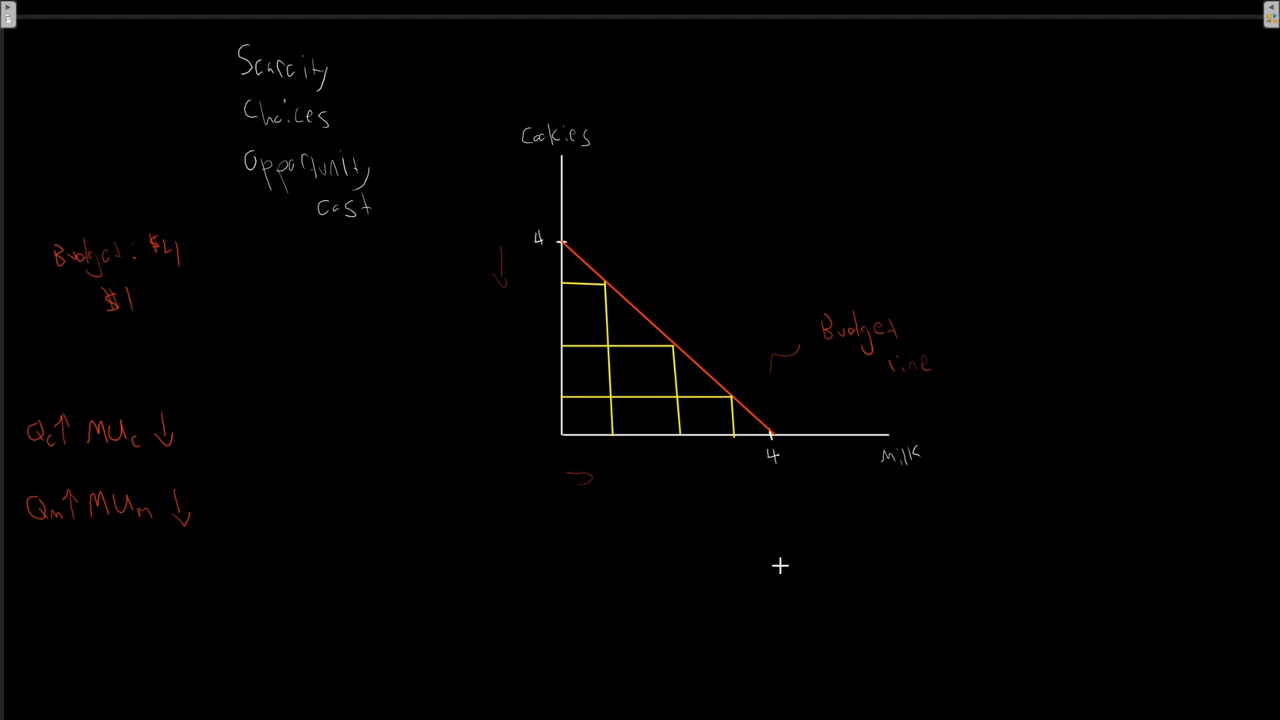 Scarcity
Choices
Opportunity
cost
Budget: $4
$1
Qc↑ MUc ↓
Qm↑ MUm ↓
Cookies
4
4
Milk
Budget
line